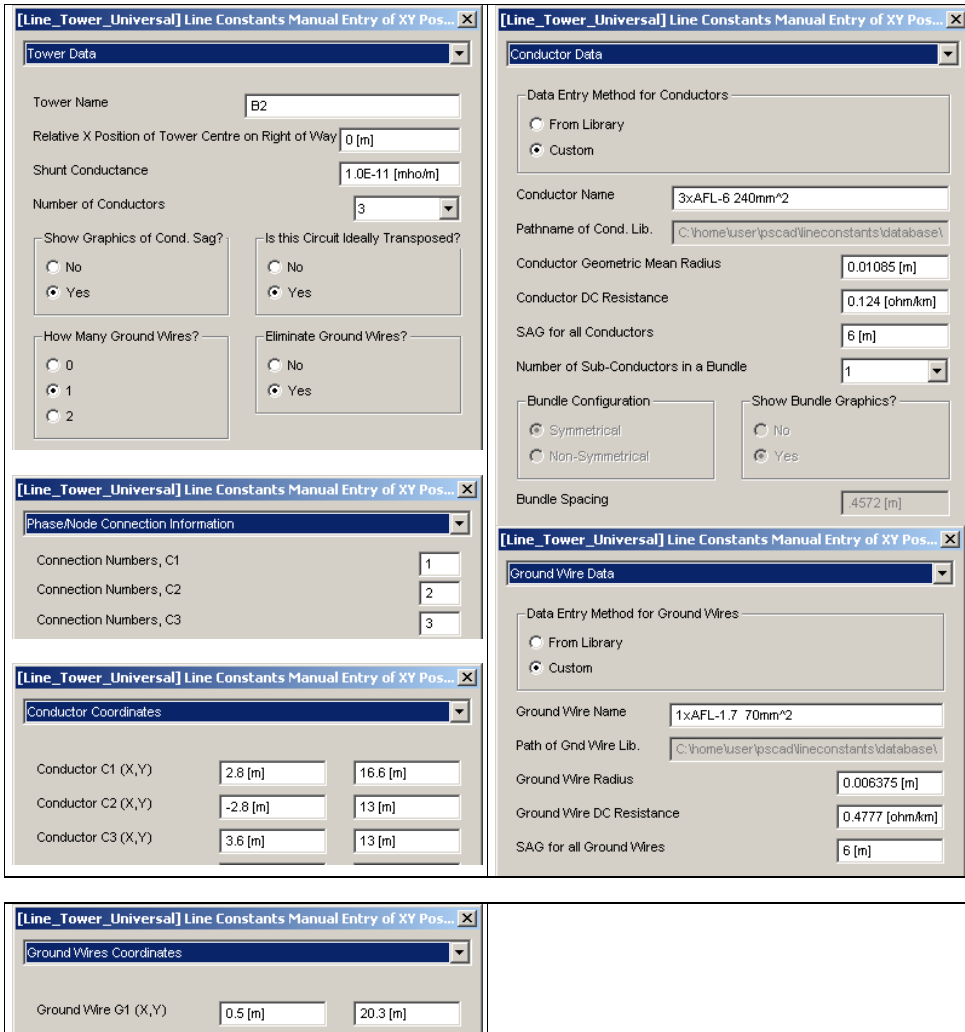 [Line_Tower_Universal] Line Constants Manual Entry of XY Pos...
Tower Data
Tower Name
B2
Relative X Position of Tower Centre on Right of Way
0 [m]
Shunt Conductance
1.0E-11 [mho/m]
Number of Conductors
3
Show Graphics of Cond. Sag?
No
Yes
Is this Circuit Ideally Transposed?
No
Yes
How Many Ground Wires?
0
1
2
Eliminate Ground Wires?
No
Yes
[Line_Tower_Universal] Line Constants Manual Entry of XY Pos...
Phase/Node Connection Information
Connection Numbers, C1
1
Connection Numbers, C2
2
Connection Numbers, C3
3
[Line_Tower_Universal] Line Constants Manual Entry of XY Pos...
Conductor Coordinates
Conductor C1 (X,Y)
2.8 [m]
16.6 [m]
Conductor C2 (X,Y)
-2.8 [m]
13 [m]
Conductor C3 (X,Y)
3.6 [m]
13 [m]
[Line_Tower_Universal] Line Constants Manual Entry of XY Pos...
Conductor Data
Data Entry Method for Conductors
From Library
Custom
Conductor Name
3xAFL-6 240mm^2
Pathname of Cond. Lib.
C:\home\user\pscad\lineconstants\database\
Conductor Geometric Mean Radius
0.01085 [m]
Conductor DC Resistance
0.124 [ohm/km]
SAG for all Conductors
6 [m]
Number of Sub-Conductors in a Bundle
1
Bundle Configuration
Symmetrical
Non-Symmetrical
Show Bundle Graphics?
No
Yes
Bundle Spacing
.4572 [m]
[Line_Tower_Universal] Line Constants Manual Entry of XY Pos...
Ground Wire Data
Data Entry Method for Ground Wires
From Library
Custom
Ground Wire Name
1xAFL-1.7 70mm^2
Path of Gnd Wire Lib.
C:\home\user\pscad\lineconstants\database\
Ground Wire Radius
0.006375 [m]
Ground Wire DC Resistance
0.4777 [ohm/km]
SAG for all Ground Wires
6 [m]
[Line_Tower_Universal] Line Constants Manual Entry of XY Pos...
Ground Wires Coordinates
Ground Wire G1 (X,Y)
0.5 [m]
20.3 [m]